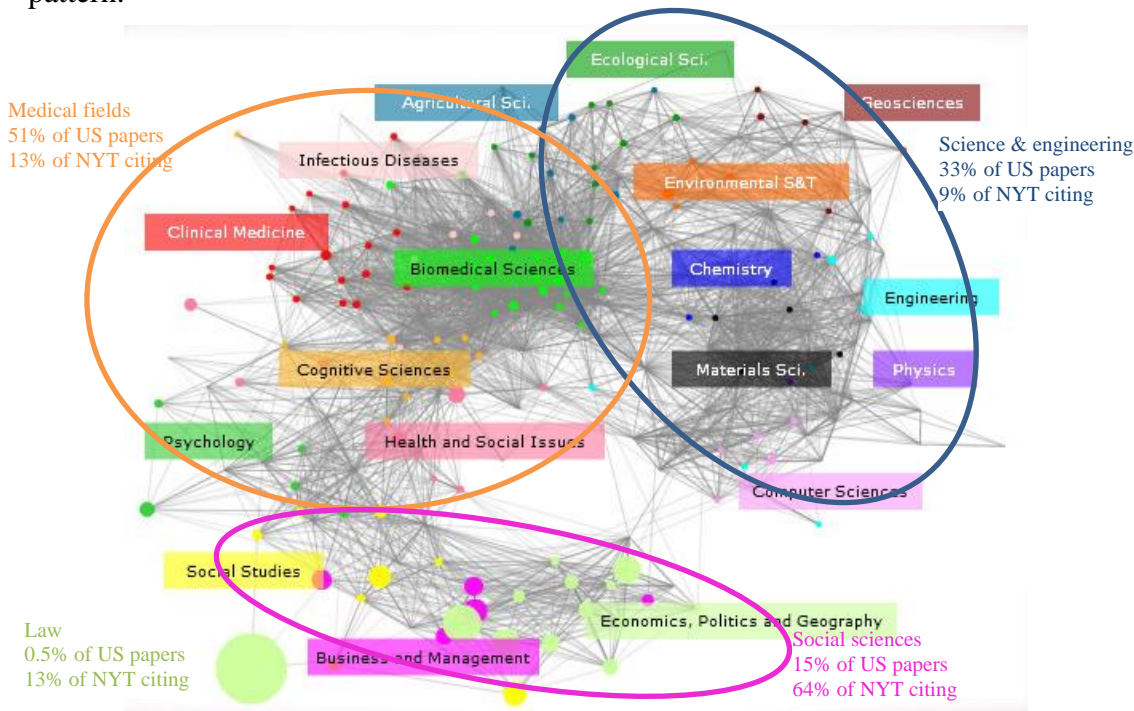 pattern.
Ecological Sci.
Agricultural Sci.
Geosciences
Medical fields
51% of US papers
13% of NYT citing
Science & engineering
33% of US papers
9% of NYT citing
Infectious Diseases
Environmental S&T
Clinical Medicine
Biomedical Sciences
Chemistry
Engineering
Cognitive Sciences
Materials Sci.
Physics
Psychology
Health and Social Issues
Computer Sciences
Social Studies
Economics, Politics and Geography
Law
0.5% of US papers
13% of NYT citing
Business and Management
Social sciences
15% of US papers
64% of NYT citing